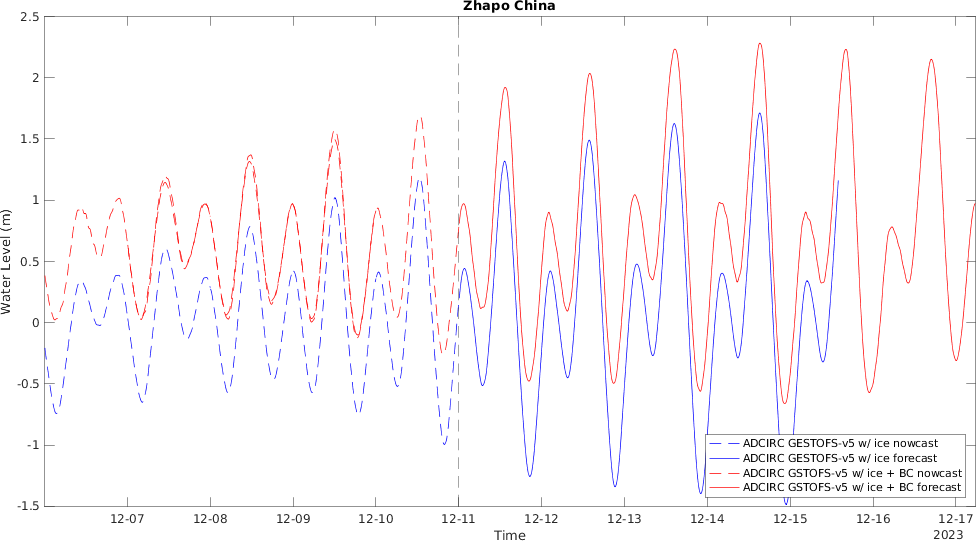 Zhapo China
2.5
2
1.5
1
0.5
0
-0.5
-1
-1.5
Water Level (m)
ADCIRC GESTOFS-v5 w/ ice nowcast
ADCIRC GESTOFS-v5 w/ ice forecast
ADCIRC GSTOFS-v5 w/ ice + BC nowcast
ADCIRC GSTOFS-v5 w/ ice + BC forecast
12-07 12-08 12-09 12-10 12-11 12-12 12-13 12-14 12-15 12-16 12-17
Time 2023